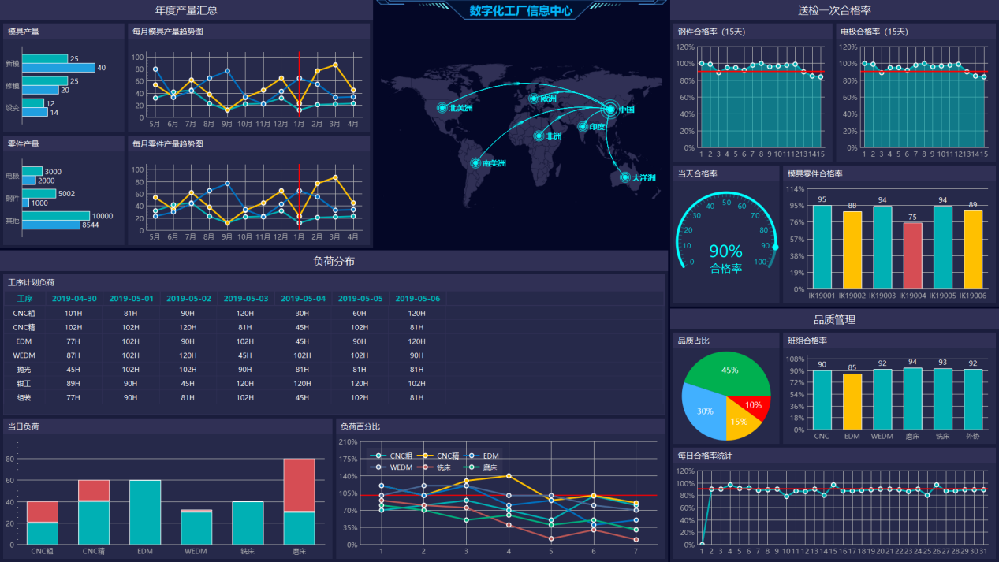 年度产量汇总
模具产量
新模 25
40
修模 25
20
设变 12
14
每月模具产量趋势图
100
80
60
40
20
0
5月 6月 7月 8月 9月 10月 11月 12月 1月 2月 3月 4月
零件产量
电极 3000
2000
钢件 5002
1000
其他 10000
8544
每月零件产量趋势图
100
80
60
40
20
0
5月 6月 7月 8月 9月 10月 11月 12月 1月 2月 3月 4月
数字化工厂信息中心
北美洲
欧洲
中国
印度
非洲
南美洲
大洋洲
送检一次合格率
钢件合格率（15天）
120%
100%
80%
60%
40%
20%
0%
1 2 3 4 5 6 7 8 9 10 11 12 13 14 15
电极合格率（15天）
120%
100%
80%
60%
40%
20%
0%
1 2 3 4 5 6 7 8 9 10 11 12 13 14 15
当天合格率
0 10 20 30 40 50 60 70 80 90 100
90%
合格率
模具零件合格率
114%
95%
76%
57%
38%
19%
0%
95 88 94 75 94 89
IK19001 IK19002 IK19003 IK19004 IK19005 IK19006
负荷分布
工序计划负荷
工序 2019-04-30 2019-05-01 2019-05-02 2019-05-03 2019-05-04 2019-05-05 2019-05-06
CNC粗 101H 81H 90H 120H 30H 60H 120H
CNC精 102H 102H 120H 81H 45H 102H 81H
EDM 77H 102H 90H 102H 45H 90H 120H
WEDM 87H 102H 120H 45H 102H 102H 90H
抛光 45H 102H 102H 90H 81H 81H 81H
钳工 89H 90H 45H 120H 120H 120H 102H
组装 77H 90H 81H 102H 45H 102H 81H
当日负荷
80
60
40
20
0
CNC粗 CNC精 EDM WEDM 铣床 磨床
负荷百分比
210%
175%
140%
105%
70%
35%
0%
CNC粗 CNC精 EDM
WEDM 铣床 磨床
1 2 3 4 5 6 7
品质管理
品质占比
45%
10%
15%
30%
班组合格率
108%
90%
72%
54%
36%
18%
0%
90 85 92 94 93 92
CNC EDM WEDM 磨床 铣床 外协
每日合格率统计
120%
100%
80%
60%
40%
20%
0%
1 2 3 4 5 6 7 8 9 10 11 12 13 14 15 16 17 18 19 20 21 22 23 24 25 26 27 28 29 30 31